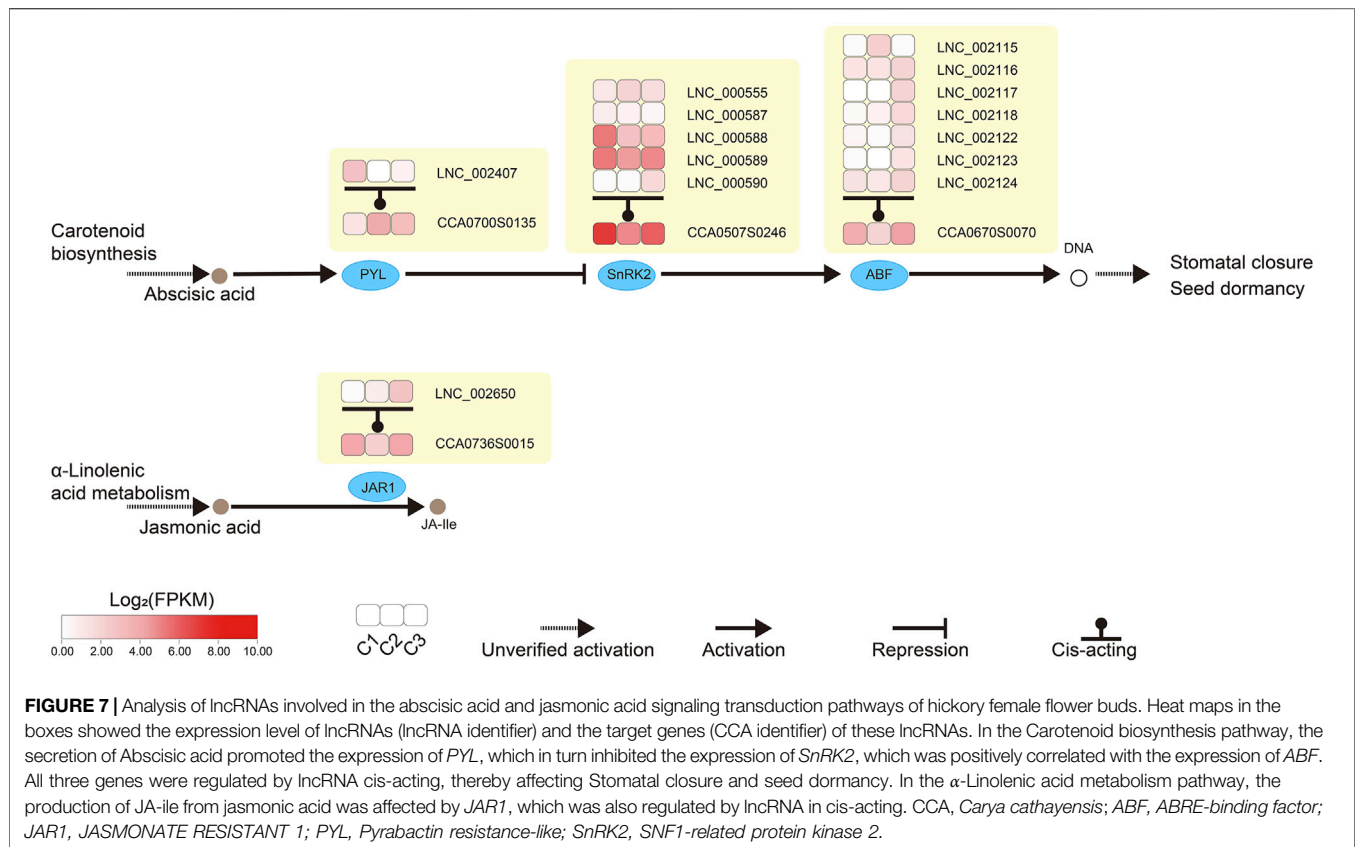 LNC_002115
LNC_002116
LNC_000555
LNC_002117
LNC_000587
LNC_002118
LNC_000588
LNC_002122
LNC_000589
LNC_002123
LNC_002407
LNC_000590
LNC_002124
CCA0700S0135
CCA0507S0246
CCA0670S0070
Carotenoid
biosynthesis
DNA
PYL
SnRK2
ABF
Stomatal closure
Abscisic acid
Seed dormancy
LNC_002650
CCA0736S0015
α-Linolenic
acid metabolism
JAR1
Jasmonic acid
JA-Ile
Log₂(FPKM)
0.00 2.00 4.00 6.00 8.00 10.00
C1 C2 C3
Unverified activation
Activation
Repression
Cis-acting
FIGURE 7 | Analysis of lncRNAs involved in the abscisic acid and jasmonic acid signaling transduction pathways of hickory female flower buds. Heat maps in the
boxes showed the expression level of lncRNAs (lncRNA identifier) and the target genes (CCA identifier) of these lncRNAs. In the Carotenoid biosynthesis pathway, the
secretion of Abscisic acid promoted the expression of PYL, which in turn inhibited the expression of SnRK2, which was positively correlated with the expression of ABF.
All three genes were regulated by lncRNA cis-acting, thereby affecting Stomatal closure and seed dormancy. In the α-Linolenic acid metabolism pathway, the
production of JA-ile from jasmonic acid was affected by JAR1, which was also regulated by lncRNA in cis-acting. CCA, Carya cathayensis; ABF, ABRE-binding factor;
JAR1, JASMONATE RESISTANT 1; PYL, Pyrabactin resistance-like; SnRK2, SNF1-related protein kinase 2.